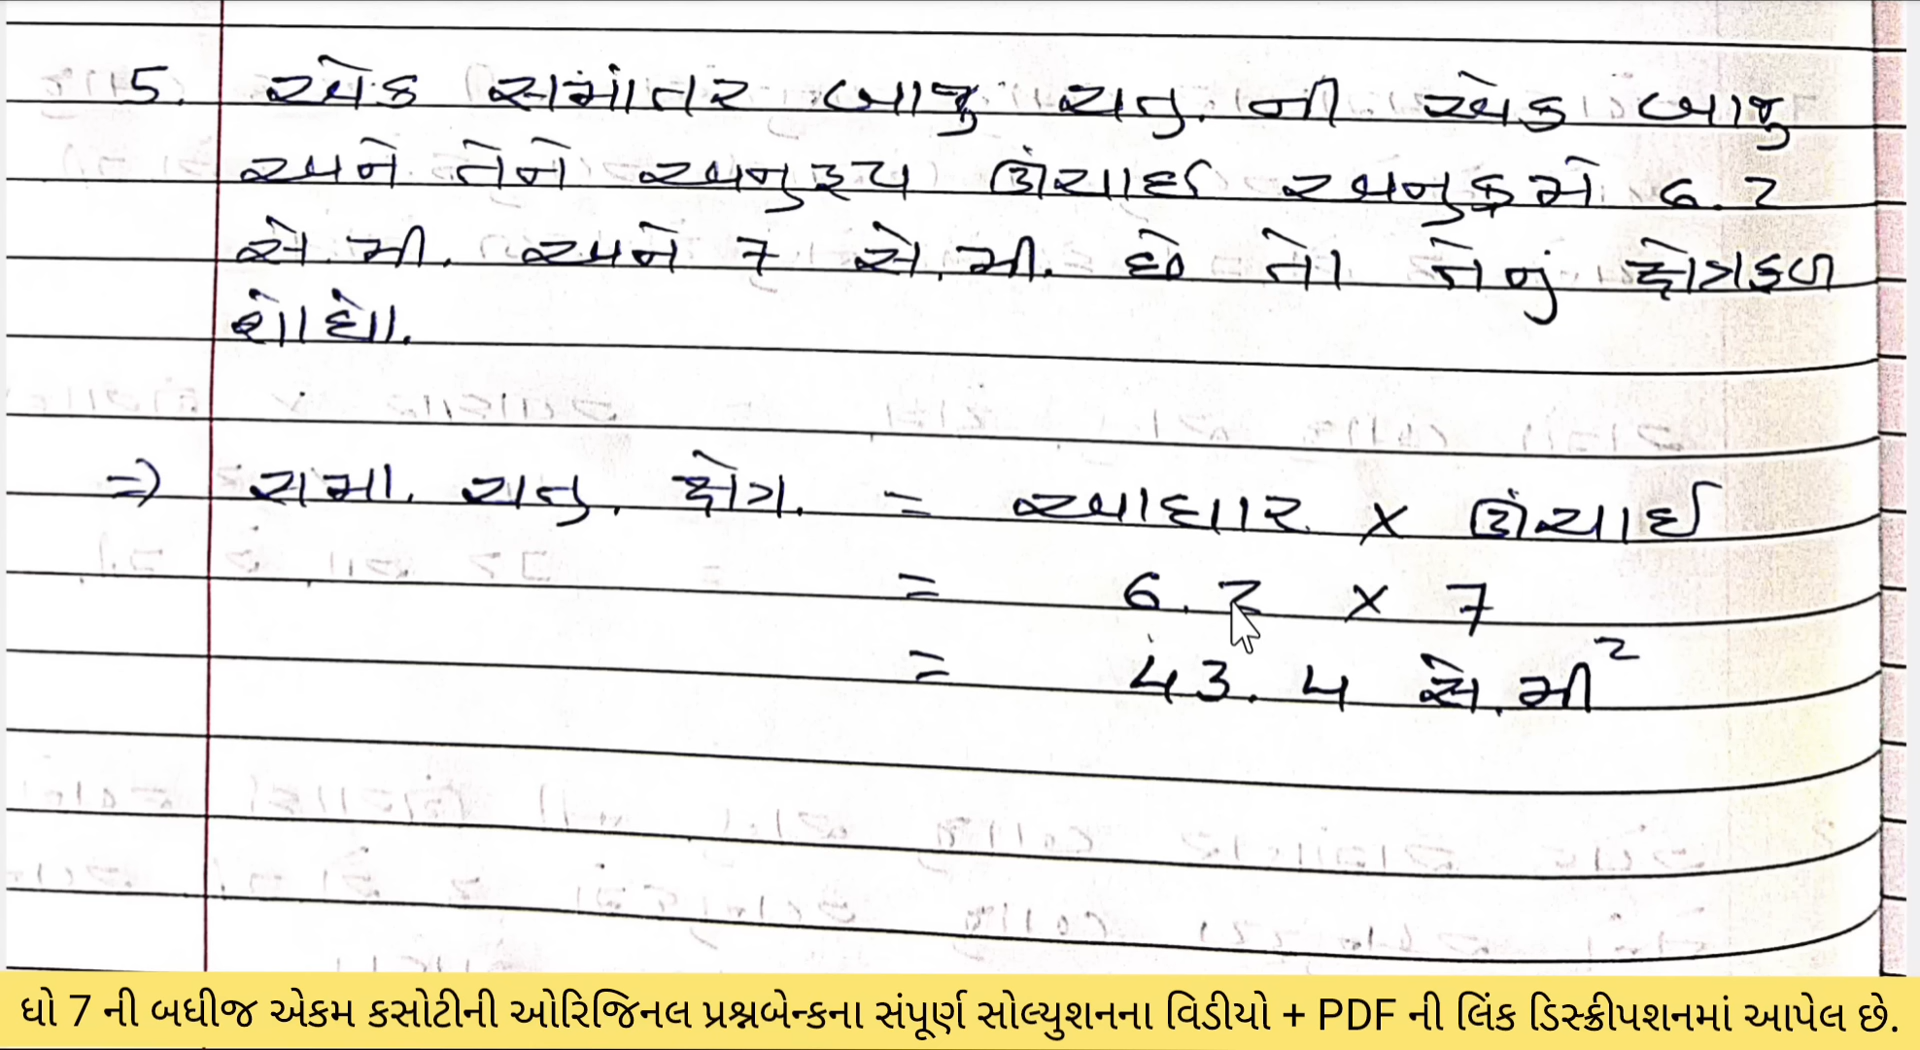 5. એક સમાંતર બાજુ ચતુ. ની એક બાજુ
અને તેને અનુરૂપ ઊંચાઈ અનુક્રમે 6.2
સે.મી. અને 7 સે.મી. હો તો તેનું ક્ષેત્રફળ
શોધો.
⇒ સમા. ચતુ. ક્ષેત્ર. = આધાર × ઊંચાઈ
= 6.2 × 7
= 43.4 સે.મી²
ધો 7 ની બધીજ એકમ કસોટીની ઓરિજિનલ પ્રશ્નબેન્કના સંપૂર્ણ સોલ્યુશનના વિડીયો + PDF ની લિંક ડિસ્ક્રીપશનમાં આપેલ છે.